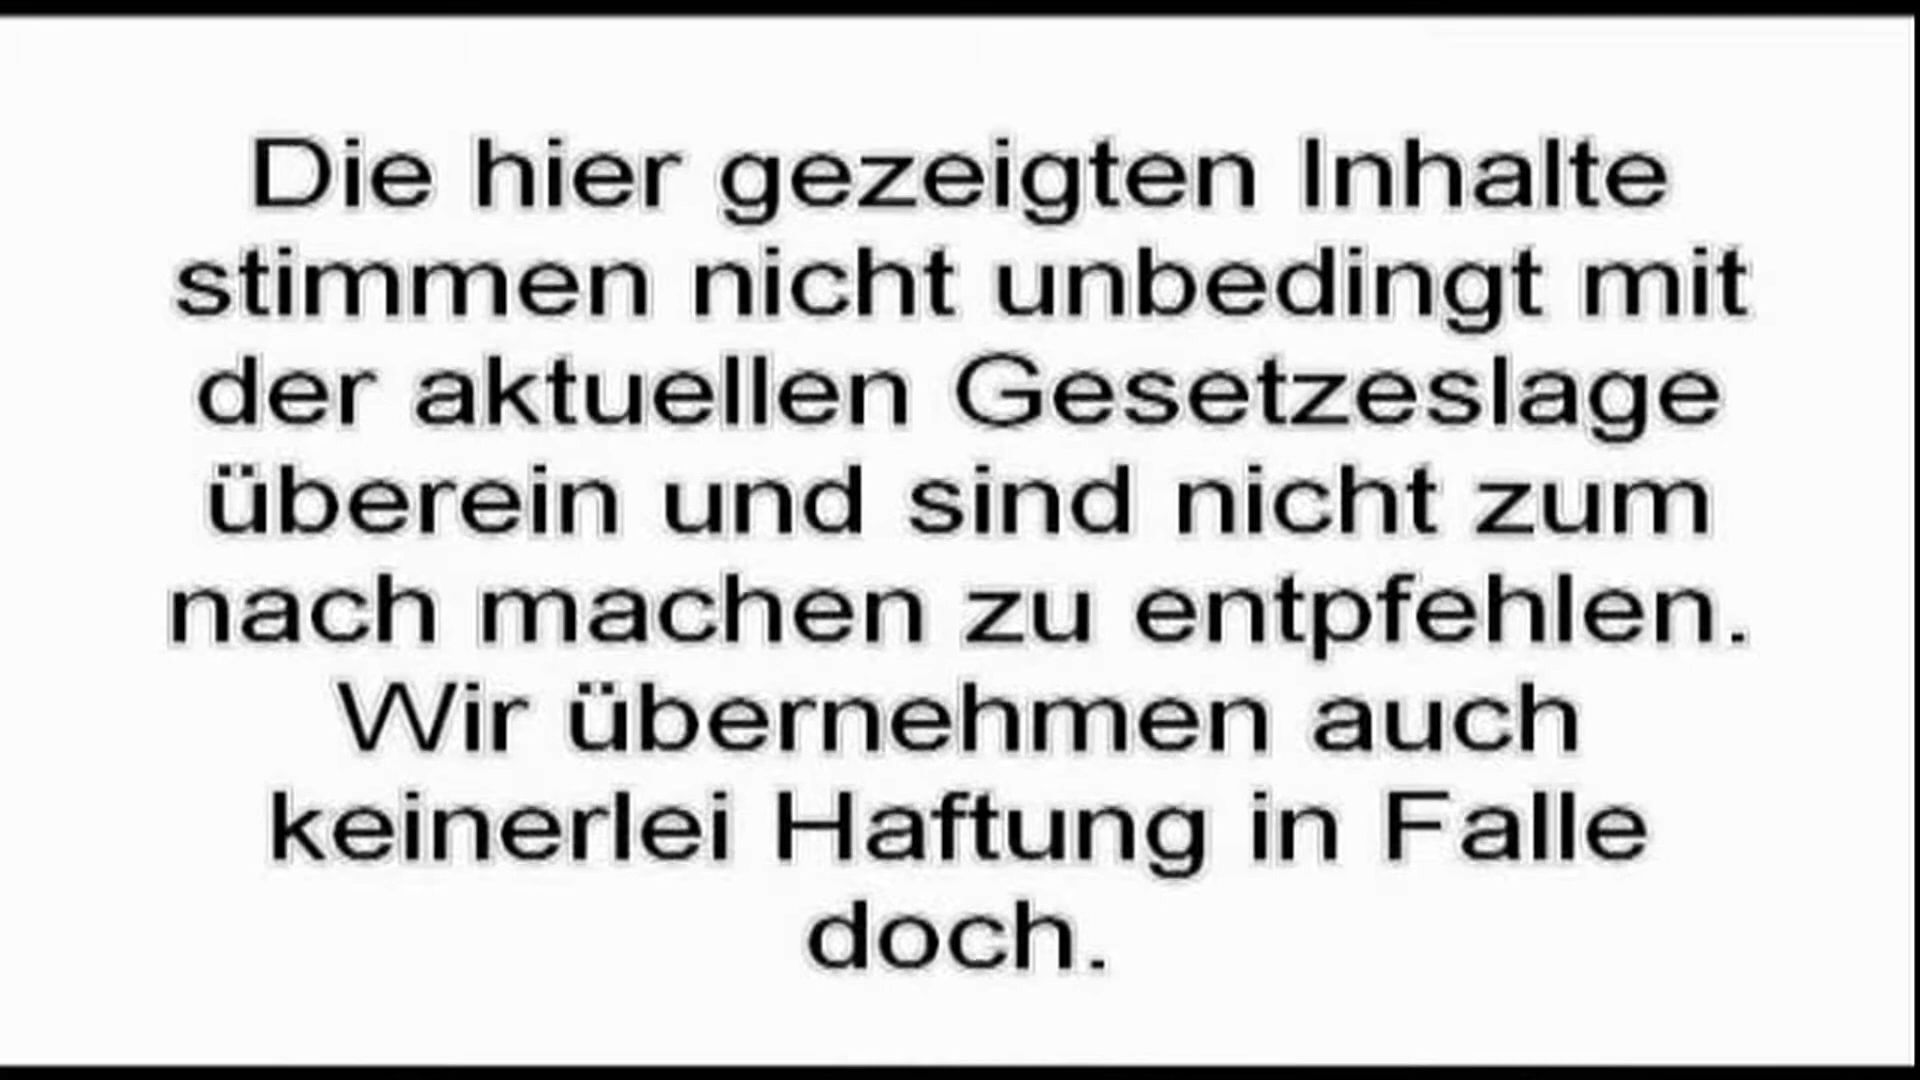 Die hier gezeigten Inhalte
stimmen nicht unbedingt mit
der aktuellen Gesetzeslage
überein und sind nicht zum
nach machen zu entpfehlen.
Wir übernehmen auch
keinerlei Haftung in Falle
doch.